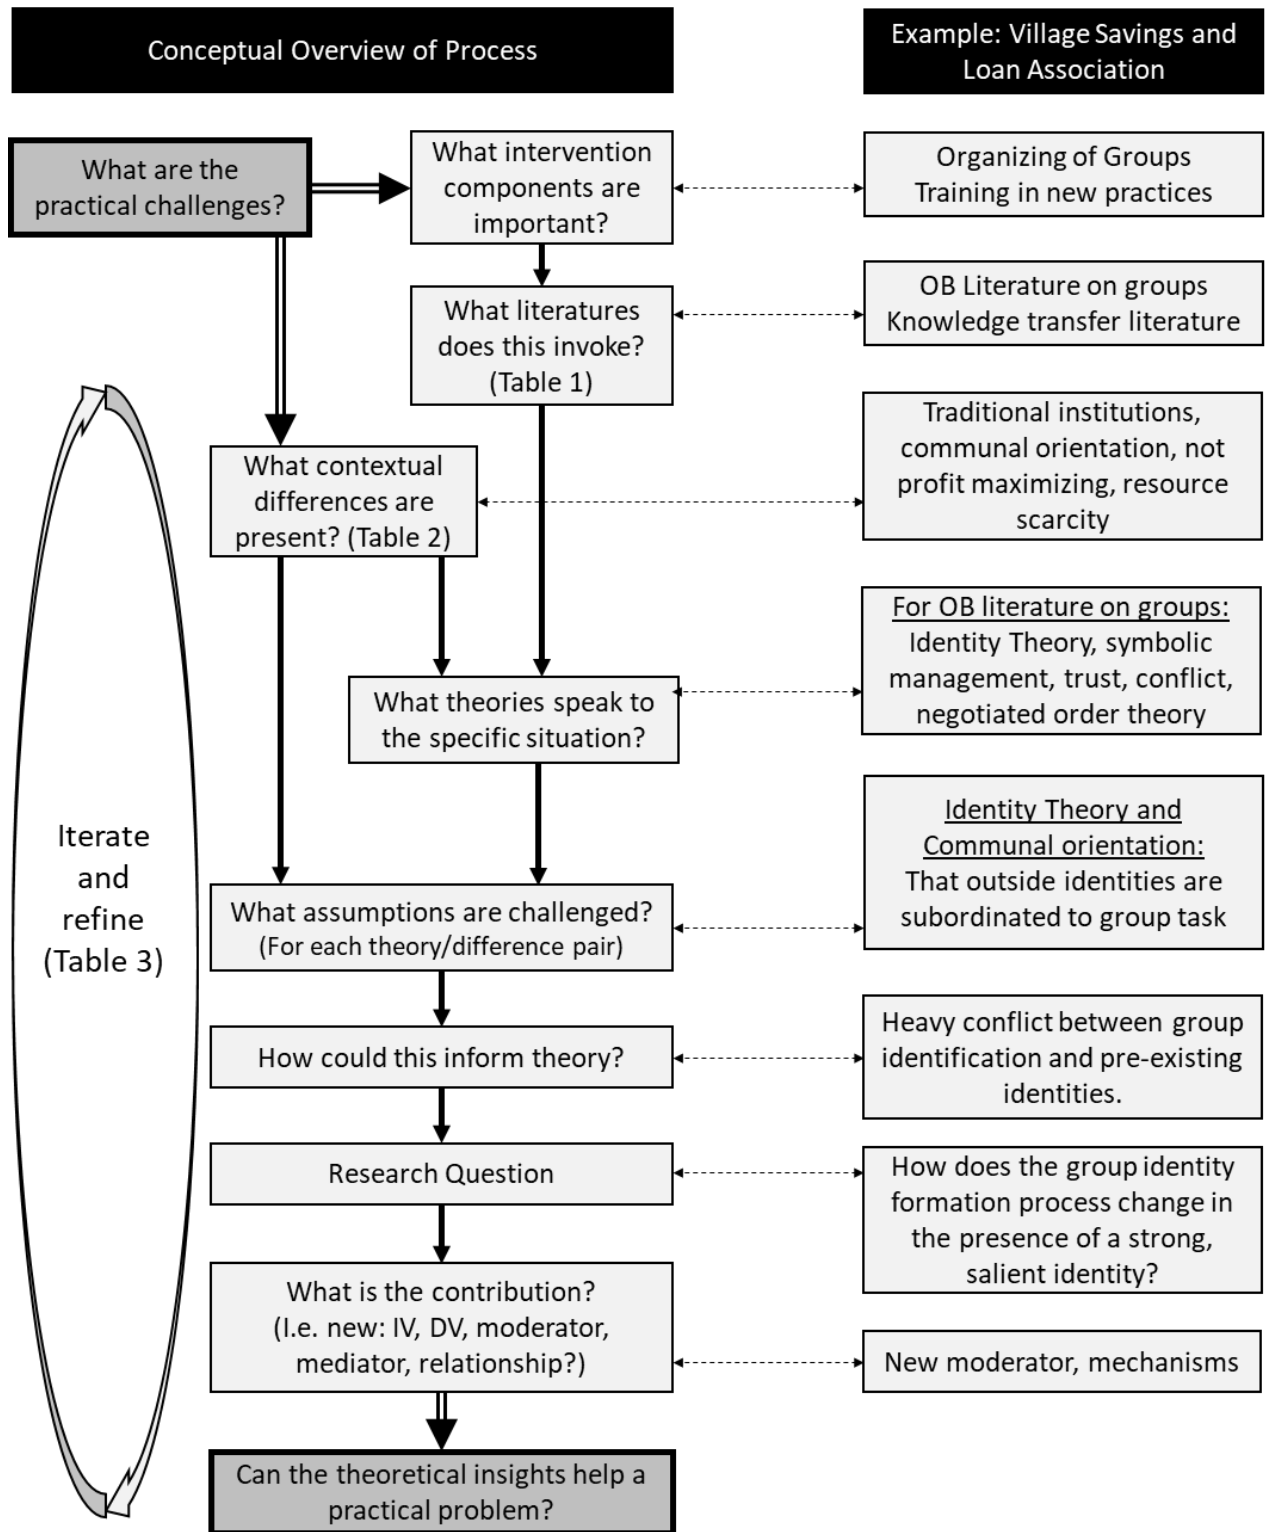 Conceptual Overview of Process
Example: Village Savings and
Loan Association
What are the
practical challenges?
What intervention
components are
important?
Organizing of Groups
Training in new practices
What literatures
does this invoke?
(Table 1)
OB Literature on groups
Knowledge transfer literature
What contextual
differences are
present? (Table 2)
Traditional institutions,
communal orientation, not
profit maximizing, resource
scarcity
What theories speak to
the specific situation?
For OB literature on groups:
Identity Theory, symbolic
management, trust, conflict,
negotiated order theory
Iterate
and
refine
(Table 3)
What assumptions are challenged?
(For each theory/difference pair)
Identity Theory and
Communal orientation:
That outside identities are
subordinated to group task
How could this inform theory?
Heavy conflict between group
identification and pre-existing
identities.
Research Question
How does the group identity
formation process change in
the presence of a strong,
salient identity?
What is the contribution?
(I.e. new: IV, DV, moderator,
mediator, relationship?)
New moderator, mechanisms
Can the theoretical insights help a
practical problem?